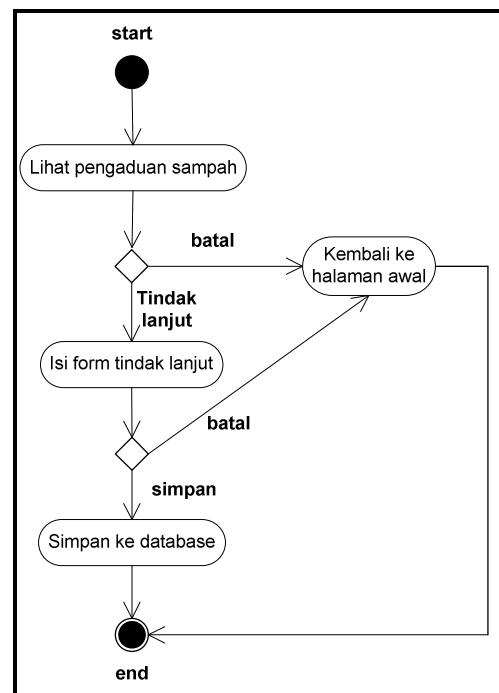 start
Lihat pengaduan sampah
batal
Kembali ke
halaman awal
Tindak
lanjut
Isi form tindak lanjut
batal
simpan
Simpan ke database
end